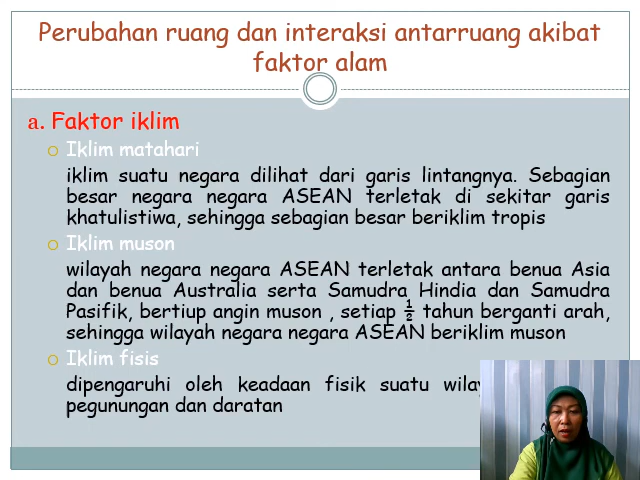 Perubahan ruang dan interaksi antarruang akibat
faktor alam
a. Faktor iklim
Iklim matahari
iklim suatu negara dilihat dari garis lintangnya. Sebagian
besar negara negara ASEAN terletak di sekitar garis
khatulistiwa, sehingga sebagian besar beriklim tropis
Iklim muson
wilayah negara negara ASEAN terletak antara benua Asia
dan benua Australia serta Samudra Hindia dan Samudra
Pasifik, bertiup angin muson , setiap ½ tahun berganti arah,
sehingga wilayah negara negara ASEAN beriklim muson
Iklim fisis
dipengaruhi oleh keadaan fisik suatu
pegunungan dan daratan